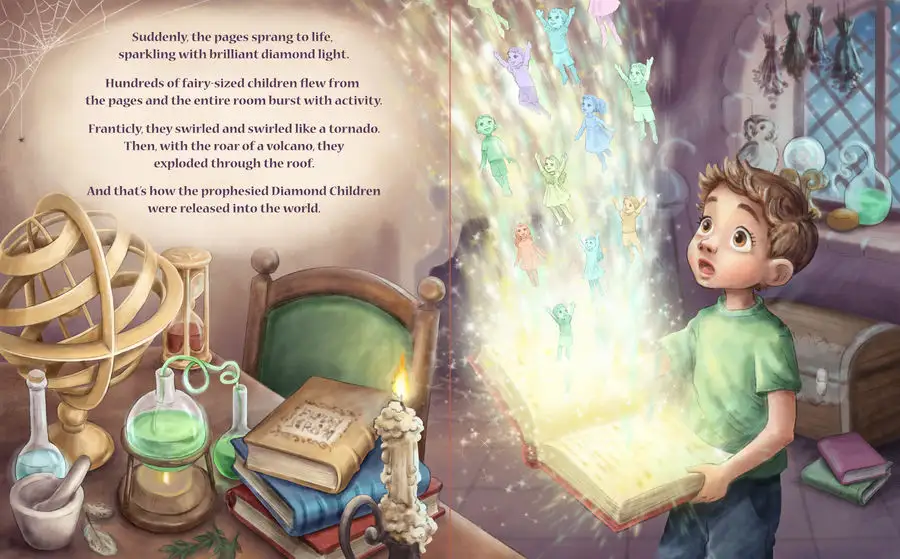 Suddenly, the pages sprang to life,
sparkling with brilliant diamond light.
Hundreds of fairy-sized children flew from
the pages and the entire room burst with activity.
Franticly, they swirled and swirled like a tornado.
Then, with the roar of a volcano, they
exploded through the roof.
And that's how the prophesied Diamond Children
were released into the world.